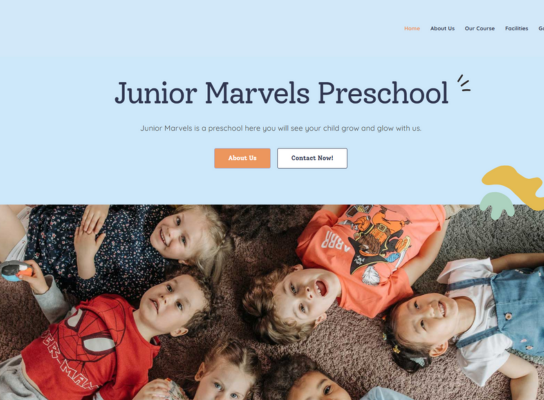 Home About Us Our Course Facilities
Junior Marvels Preschool
Junior Marvels is a preschool here you will see your child grow and glow with us.
About Us Contact Now!